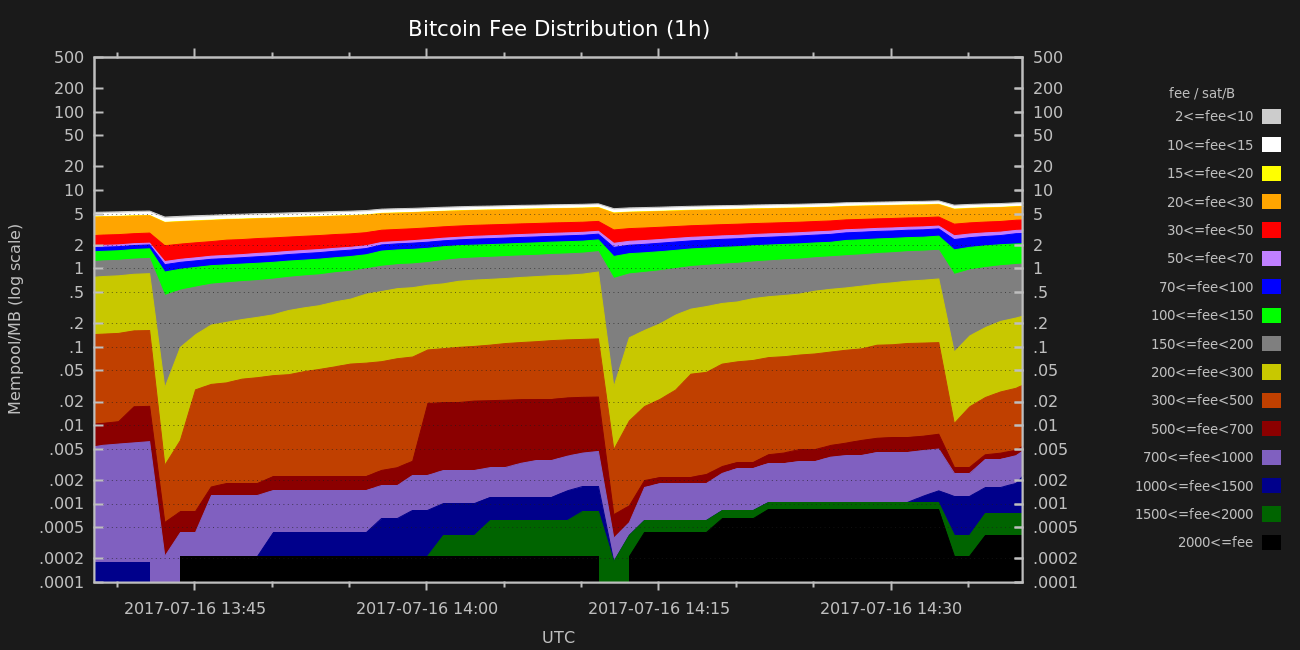 Bitcoin Fee Distribution (1h)
Mempool/MB (log scale)
500
200
100
50
20
10
5
2
1
.5
.2
.1
.05
.02
.01
.005
.002
.001
.0005
.0002
.0001
500
200
100
50
20
10
5
2
1
.5
.2
.1
.05
.02
.01
.005
.002
.001
.0005
.0002
.0001
2017-07-16 13:45
2017-07-16 14:00
2017-07-16 14:15
2017-07-16 14:30
UTC
fee / sat/B
2<=fee<10
10<=fee<15
15<=fee<20
20<=fee<30
30<=fee<50
50<=fee<70
70<=fee<100
100<=fee<150
150<=fee<200
200<=fee<300
300<=fee<500
500<=fee<700
700<=fee<1000
1000<=fee<1500
1500<=fee<2000
2000<=fee